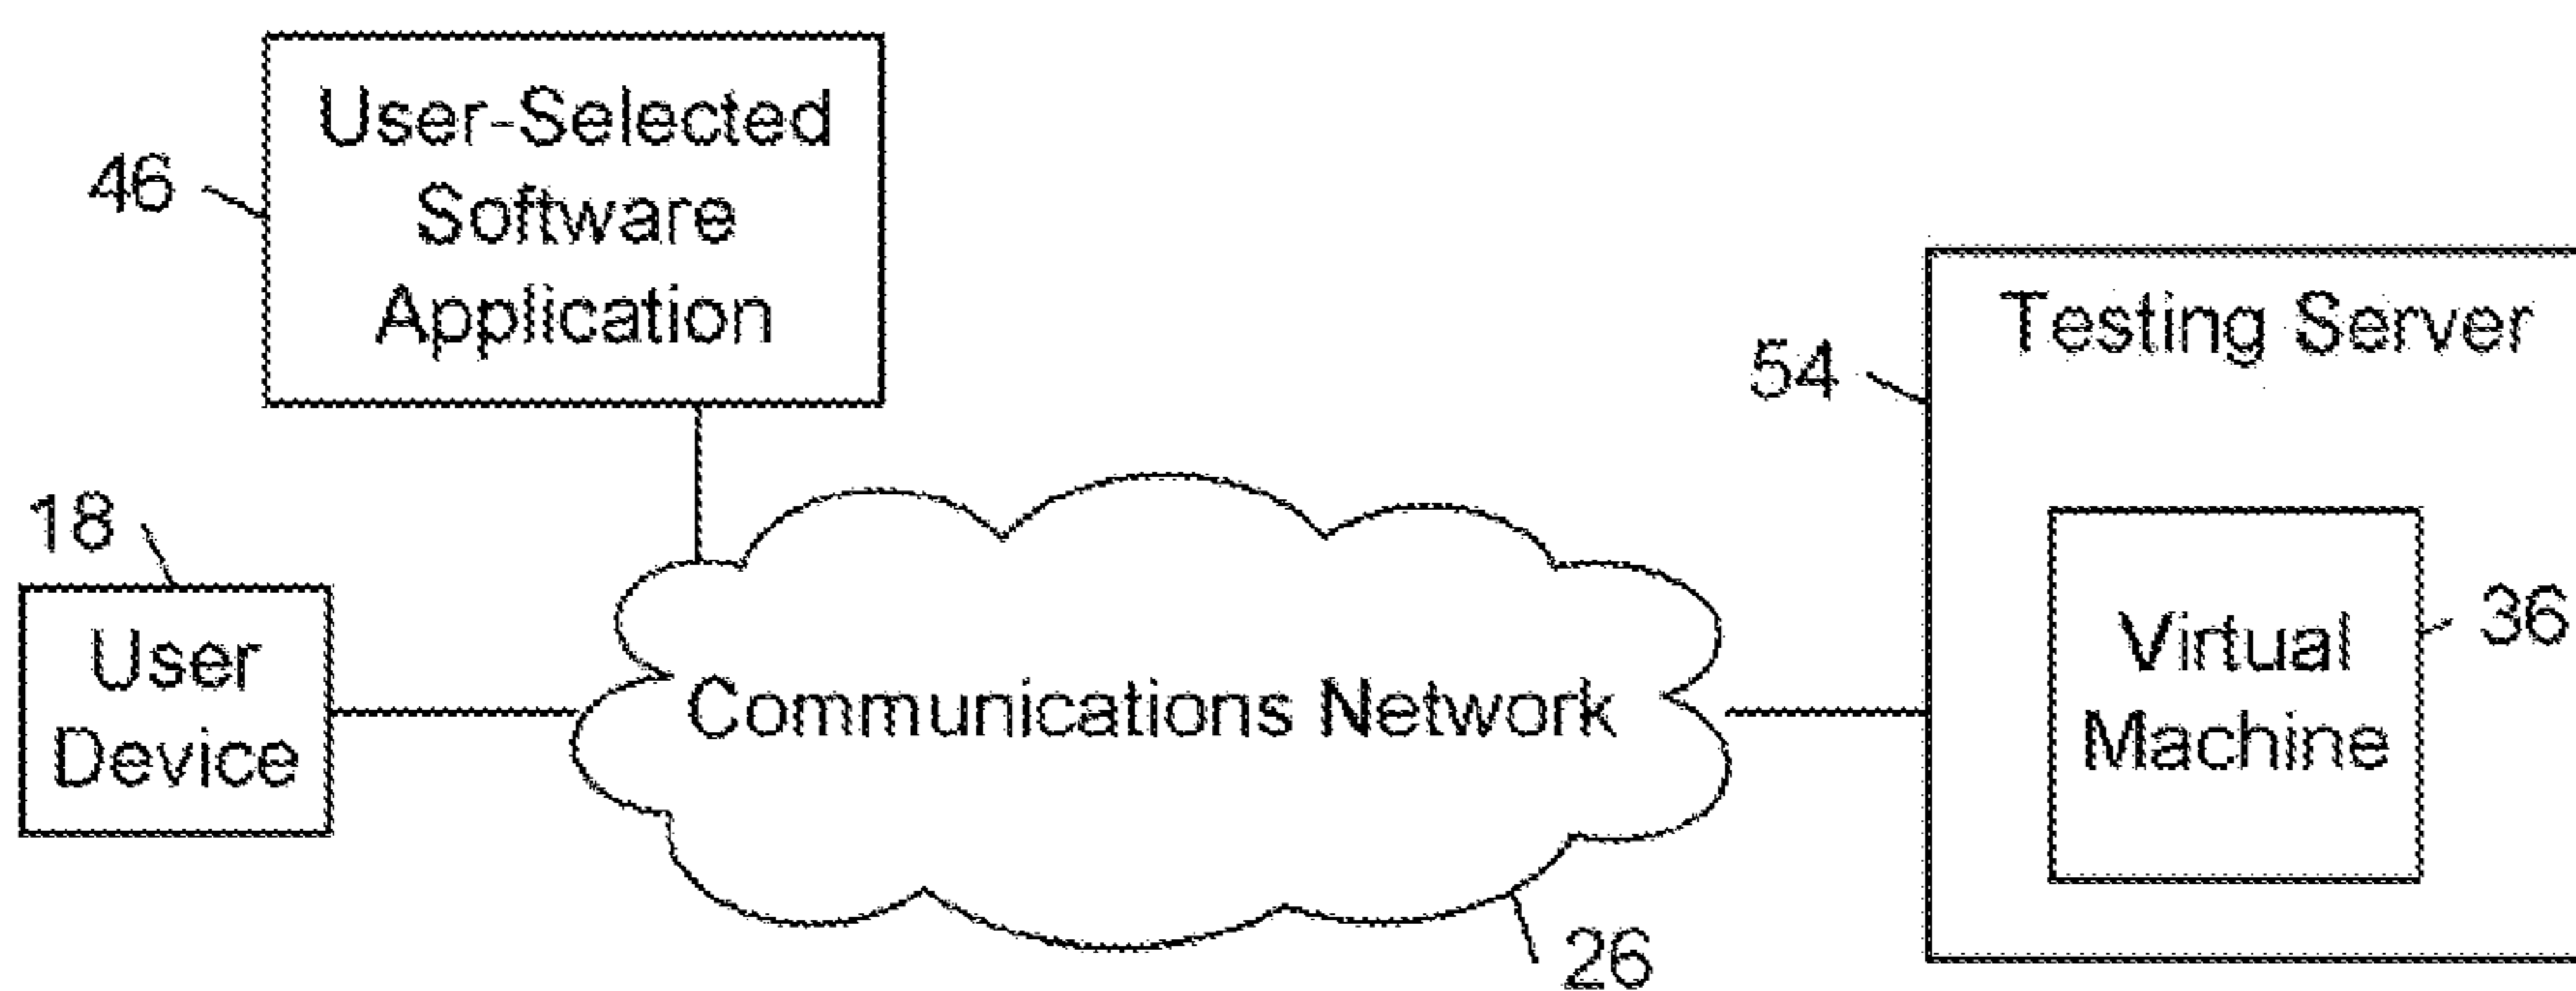 User-Selected
Software
Application
46
Testing Server
54
18
User
Device
Communications Network
Virtual
Machine
36
26